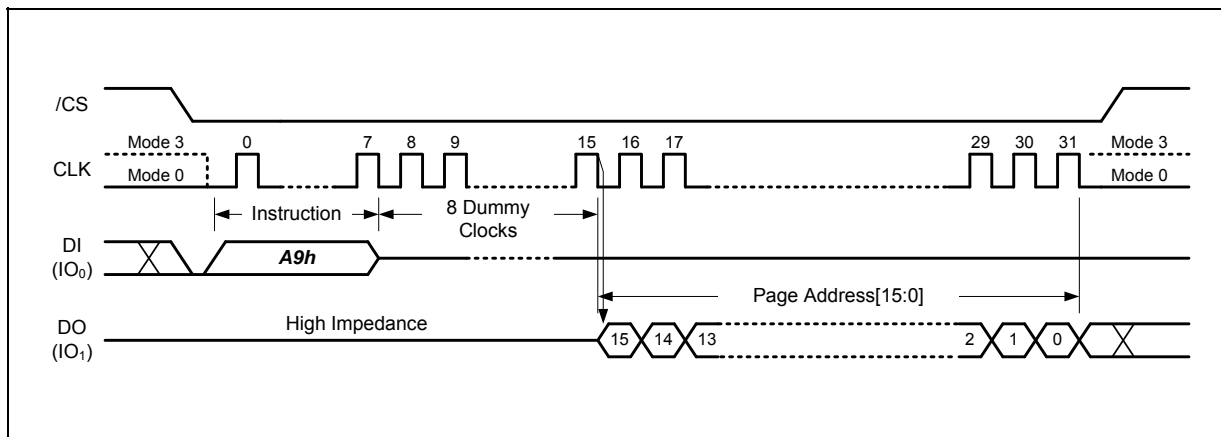 /CS
Mode 3 0 7 8 9 15 16 17 29 30 31 Mode 3
CLK
Mode 0 Mode 0
Instruction 8 Dummy
Clocks
DI
(IO₀)
A9h
Page Address[15:0]
DO
(IO₁)
High Impedance
15 14 13 2 1 0